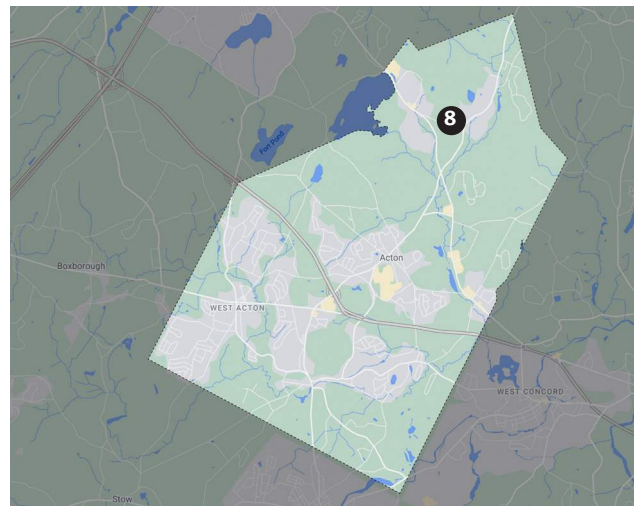 8
Fort Pond
Acton
Boxborough
WEST ACTON
WEST CONCORD
Stow